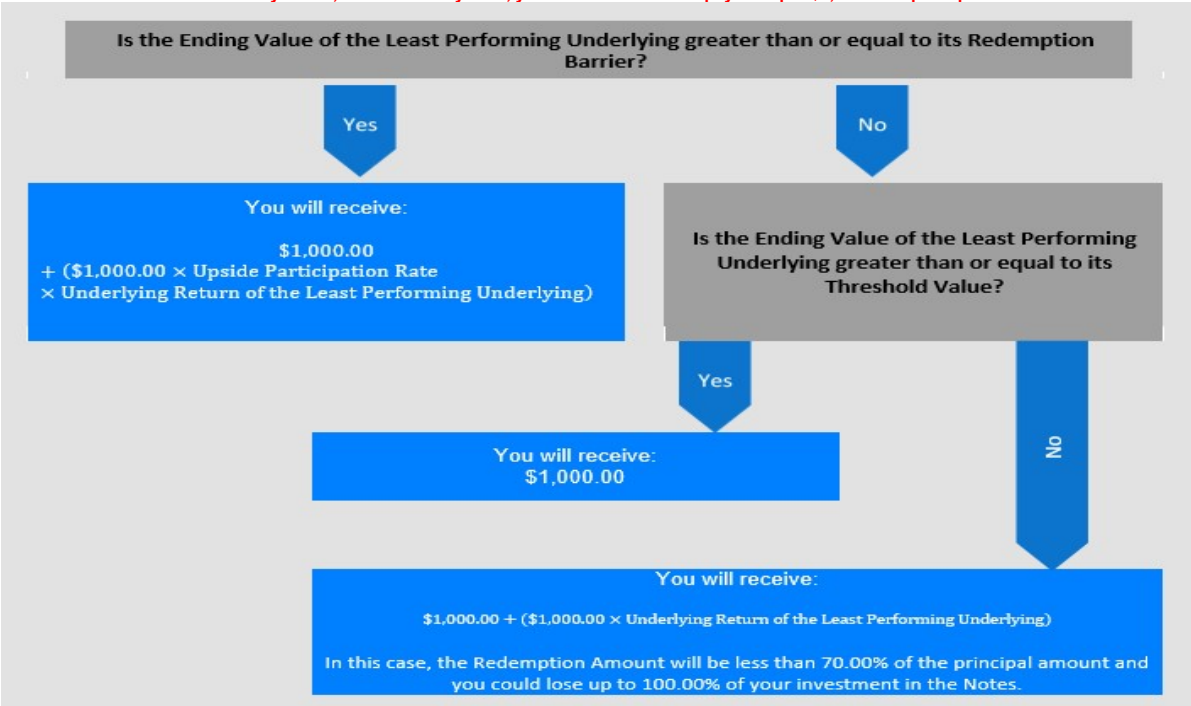 Is the Ending Value of the Least Performing Underlying greater than or equal to its Redemption
Barrier?
Yes
No
You will receive:
$1,000.00
+ ($1,000.00 × Upside Participation Rate
× Underlying Return of the Least Performing Underlying)
Is the Ending Value of the Least Performing
Underlying greater than or equal to its
Threshold Value?
Yes
No
You will receive:
$1,000.00
You will receive:
$1,000.00 + ($1,000.00 × Underlying Return of the Least Performing Underlying)
In this case, the Redemption Amount will be less than 70.00% of the principal amount and
you could lose up to 100.00% of your investment in the Notes.